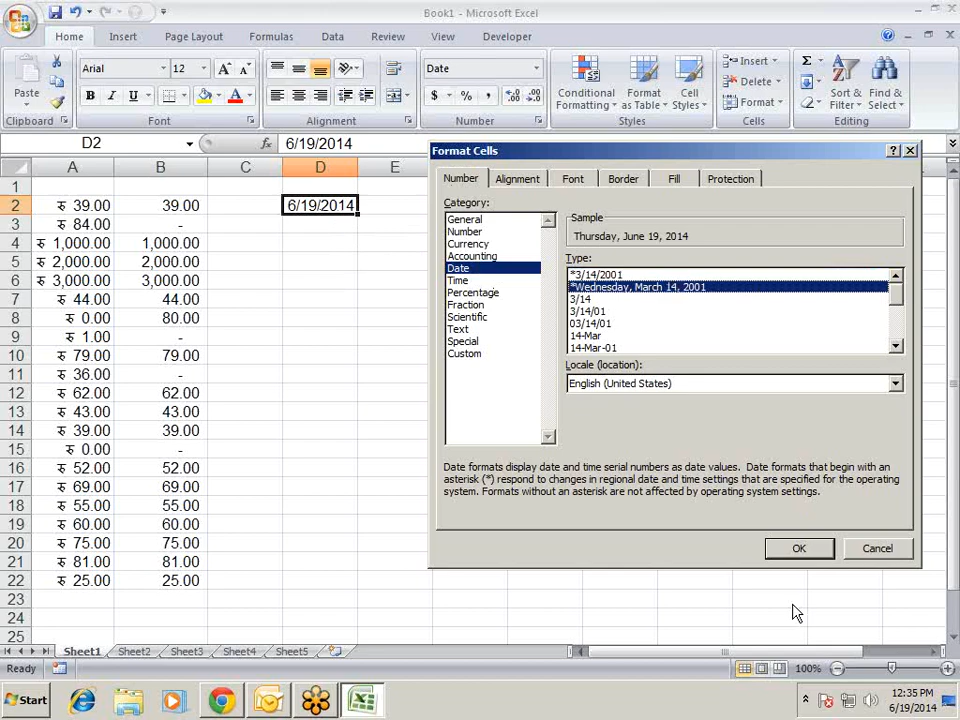 Book1 - Microsoft Excel
Home Insert Page Layout Formulas Data Review View Developer
Paste
Clipboard
Arial 12
B I U
Font
Alignment
Date
$ % ,
Number
Conditional Formatting
Format as Table
Cell Styles
Styles
Insert
Delete
Format
Cells
Σ
Sort & Filter
Find & Select
Editing
D2 fx 6/19/2014
A B C D E
1
2 रु 39.00 39.00 6/19/2014
3 रु 84.00 -
4 रु 1,000.00 1,000.00
5 रु 2,000.00 2,000.00
6 रु 3,000.00 3,000.00
7 रु 44.00 44.00
8 रु 0.00 80.00
9 रु 1.00 -
10 रु 79.00 79.00
11 रु 36.00 -
12 रु 62.00 62.00
13 रु 43.00 43.00
14 रु 39.00 39.00
15 रु 0.00 -
16 रु 52.00 52.00
17 रु 69.00 69.00
18 रु 55.00 55.00
19 रु 60.00 60.00
20 रु 75.00 75.00
21 रु 81.00 81.00
22 रु 25.00 25.00
23
24
25
Format Cells
Number Alignment Font Border Fill Protection
Category:
General
Number
Currency
Accounting
Date
Time
Percentage
Fraction
Scientific
Text
Special
Custom
Sample
Thursday, June 19, 2014
Type:
*3/14/2001
*Wednesday, March 14, 2001
3/14
3/14/01
03/14/01
14-Mar
14-Mar-01
Locale (location):
English (United States)
Date formats display date and time serial numbers as date values. Date formats that begin with an
asterisk (*) respond to changes in regional date and time settings that are specified for the operating
system. Formats without an asterisk are not affected by operating system settings.
OK Cancel
Sheet1 Sheet2 Sheet3 Sheet4 Sheet5
Ready 100%
Start
12:35 PM
6/19/2014